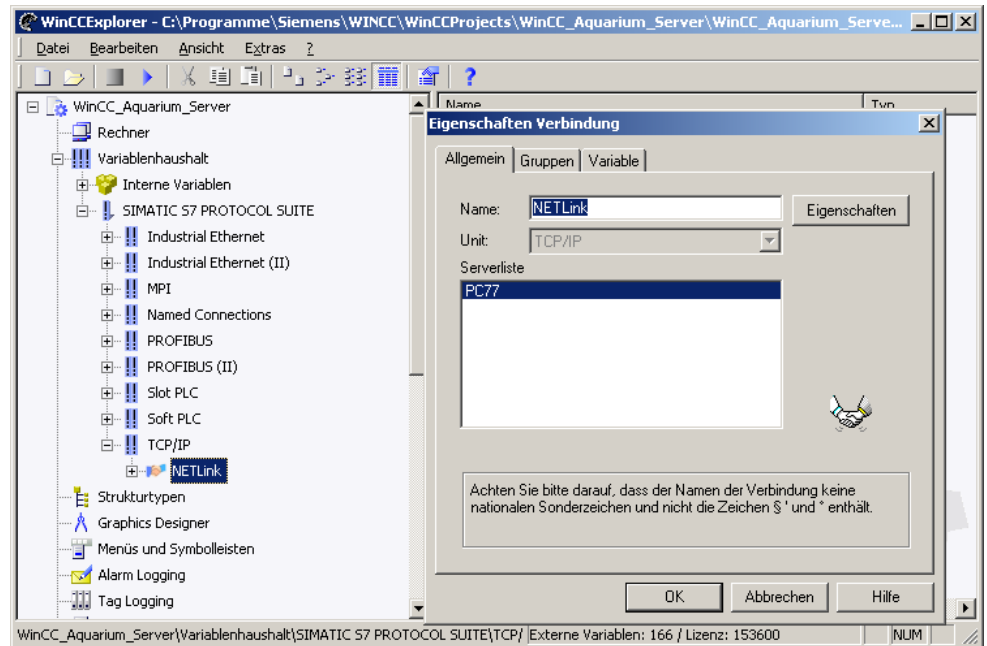 WinCCExplorer - C:\Programme\Siemens\WINCC\WinCCProjects\WinCC_Aquarium_Server\WinCC_Aquarium_Serve...
Datei Bearbeiten Ansicht Extras ?
WinCC_Aquarium_Server
Rechner
Variablenhaushalt
Interne Variablen
SIMATIC S7 PROTOCOL SUITE
Industrial Ethernet
Industrial Ethernet (II)
MPI
Named Connections
PROFIBUS
PROFIBUS (II)
Slot PLC
Soft PLC
TCP/IP
NETLink
Strukturtypen
Graphics Designer
Menüs und Symbolleisten
Alarm Logging
Tag Logging
Name Typ
Eigenschaften Verbindung
Allgemein Gruppen Variable
Name: NETLink Eigenschaften
Unit: TCP/IP
Serverliste
PC77
Achten Sie bitte darauf, dass der Namen der Verbindung keine
nationalen Sonderzeichen und nicht die Zeichen § ' und " enthält.
OK Abbrechen Hilfe
WinCC_Aquarium_Server\Variablenhaushalt\SIMATIC S7 PROTOCOL SUITE\TCP/ Externe Variablen: 166 / Lizenz: 153600 NUM